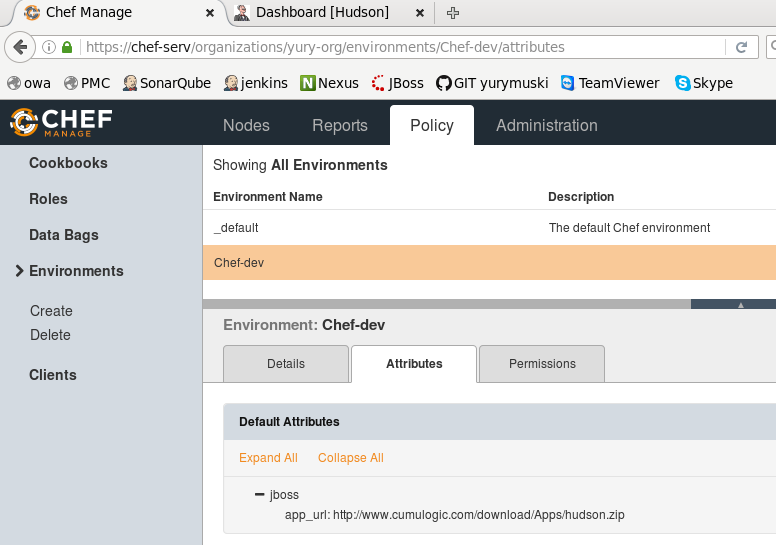 Chef Manage × Dashboard [Hudson] ×
https://chef-serv/organizations/yury-org/environments/Chef-dev/attributes
owa PMC SonarQube jenkins Nexus JBoss GIT yurymuski TeamViewer Skype
CHEF
MANAGE
Nodes Reports Policy Administration
Cookbooks
Roles
Data Bags
Environments
Create
Delete
Clients
Showing All Environments
Environment Name Description
_default The default Chef environment
Chef-dev
Environment: Chef-dev
Details Attributes Permissions
Default Attributes
Expand All Collapse All
jboss
app_url: http://www.cumulogic.com/download/Apps/hudson.zip